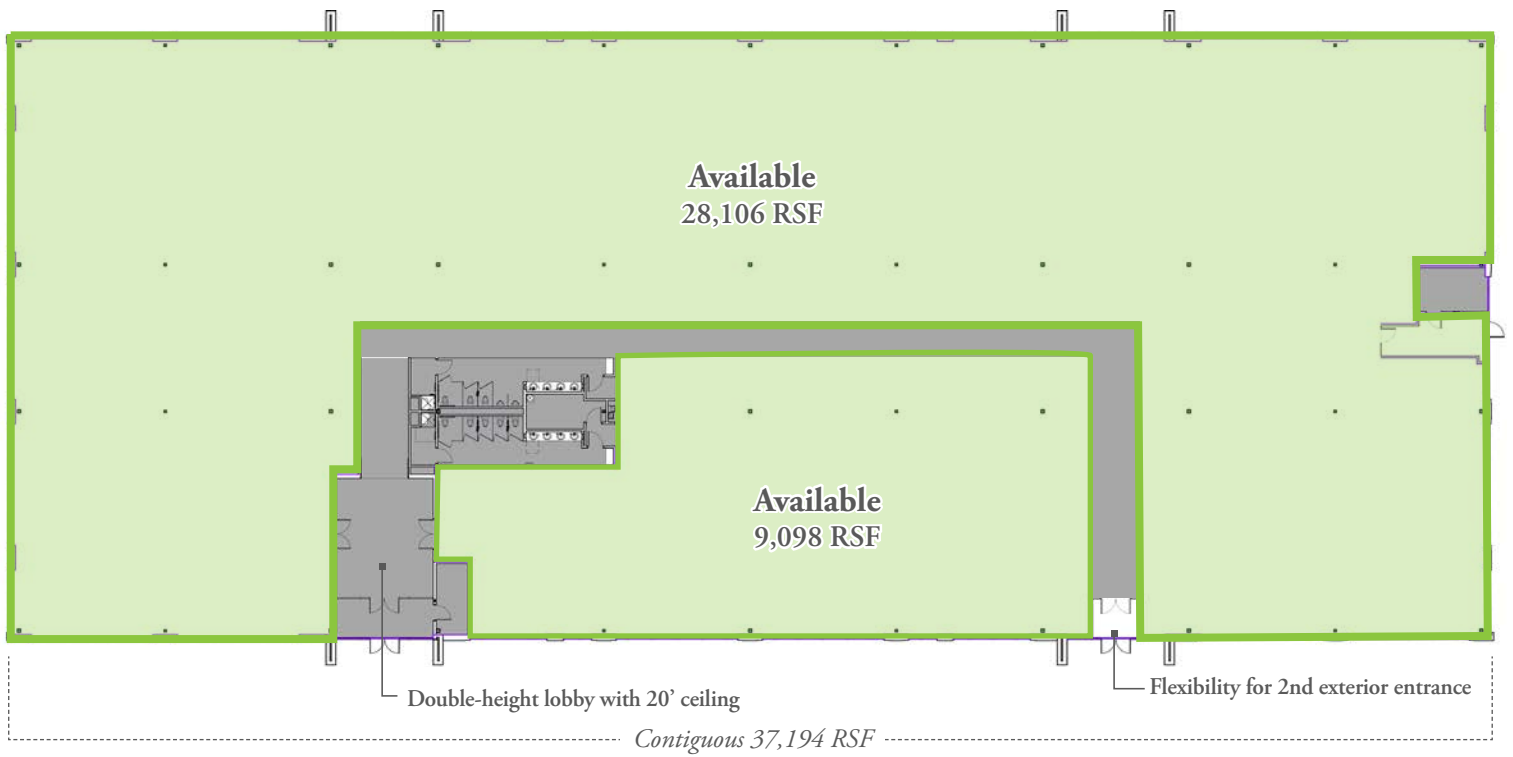 Available
28,106 RSF
Available
9,098 RSF
Double-height lobby with 20’ ceiling
Flexibility for 2nd exterior entrance
Contiguous 37,194 RSF